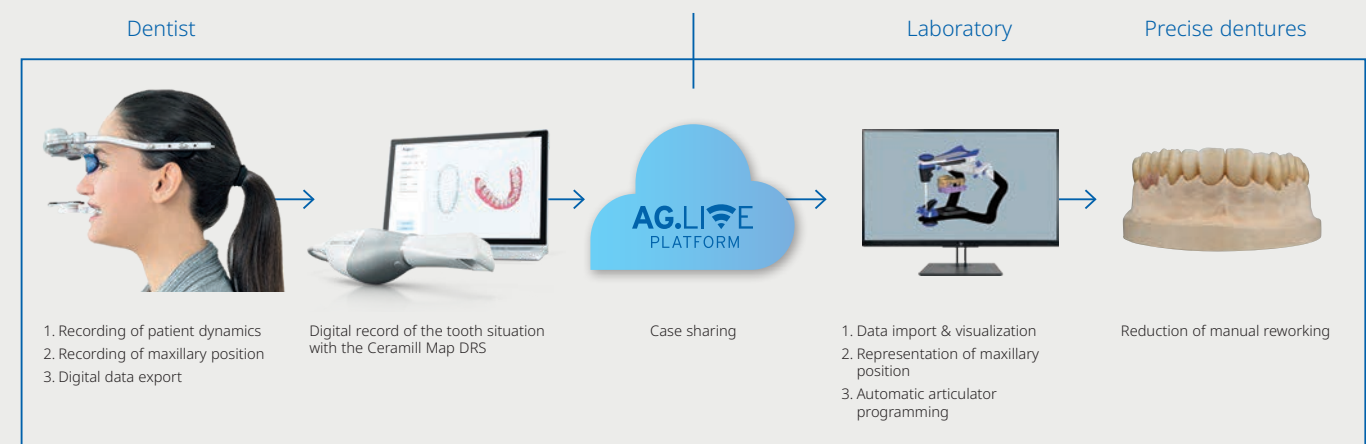 Dentist
Laboratory
Precise dentures
AG.LIVE
PLATFORM
1. Recording of patient dynamics
2. Recording of maxillary position
3. Digital data export
Digital record of the tooth situation
with the Ceramill Map DRS
Case sharing
1. Data import & visualization
2. Representation of maxillary
position
3. Automatic articulator
programming
Reduction of manual reworking